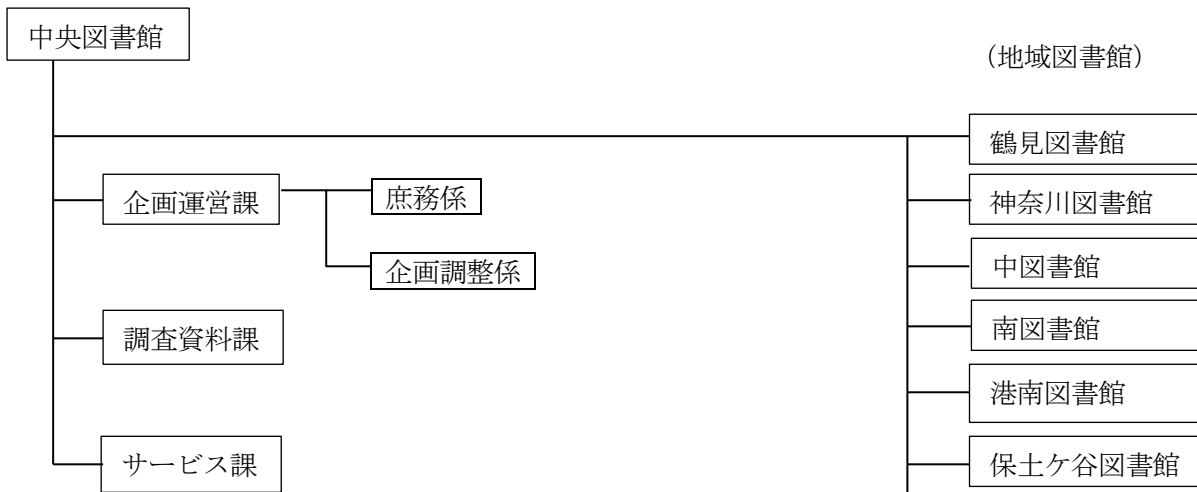 中央図書館
(地域図書館)
鶴見図書館
企画運営課
庶務係
神奈川図書館
企画調整係
中図書館
調査資料課
南図書館
港南図書館
サービス課
保土ケ谷図書館